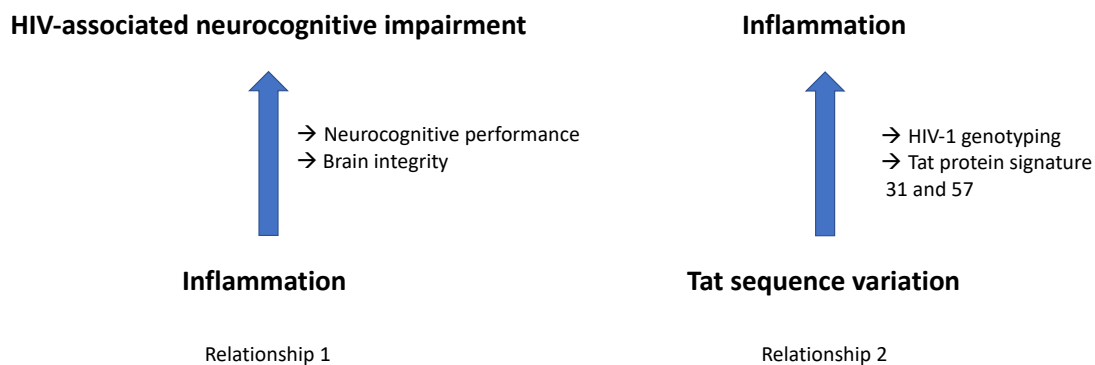 HIV-associated neurocognitive impairment
Inflammation
→ Neurocognitive performance
→ Brain integrity
→ HIV-1 genotyping
→ Tat protein signature
31 and 57
Inflammation
Tat sequence variation
Relationship 1
Relationship 2